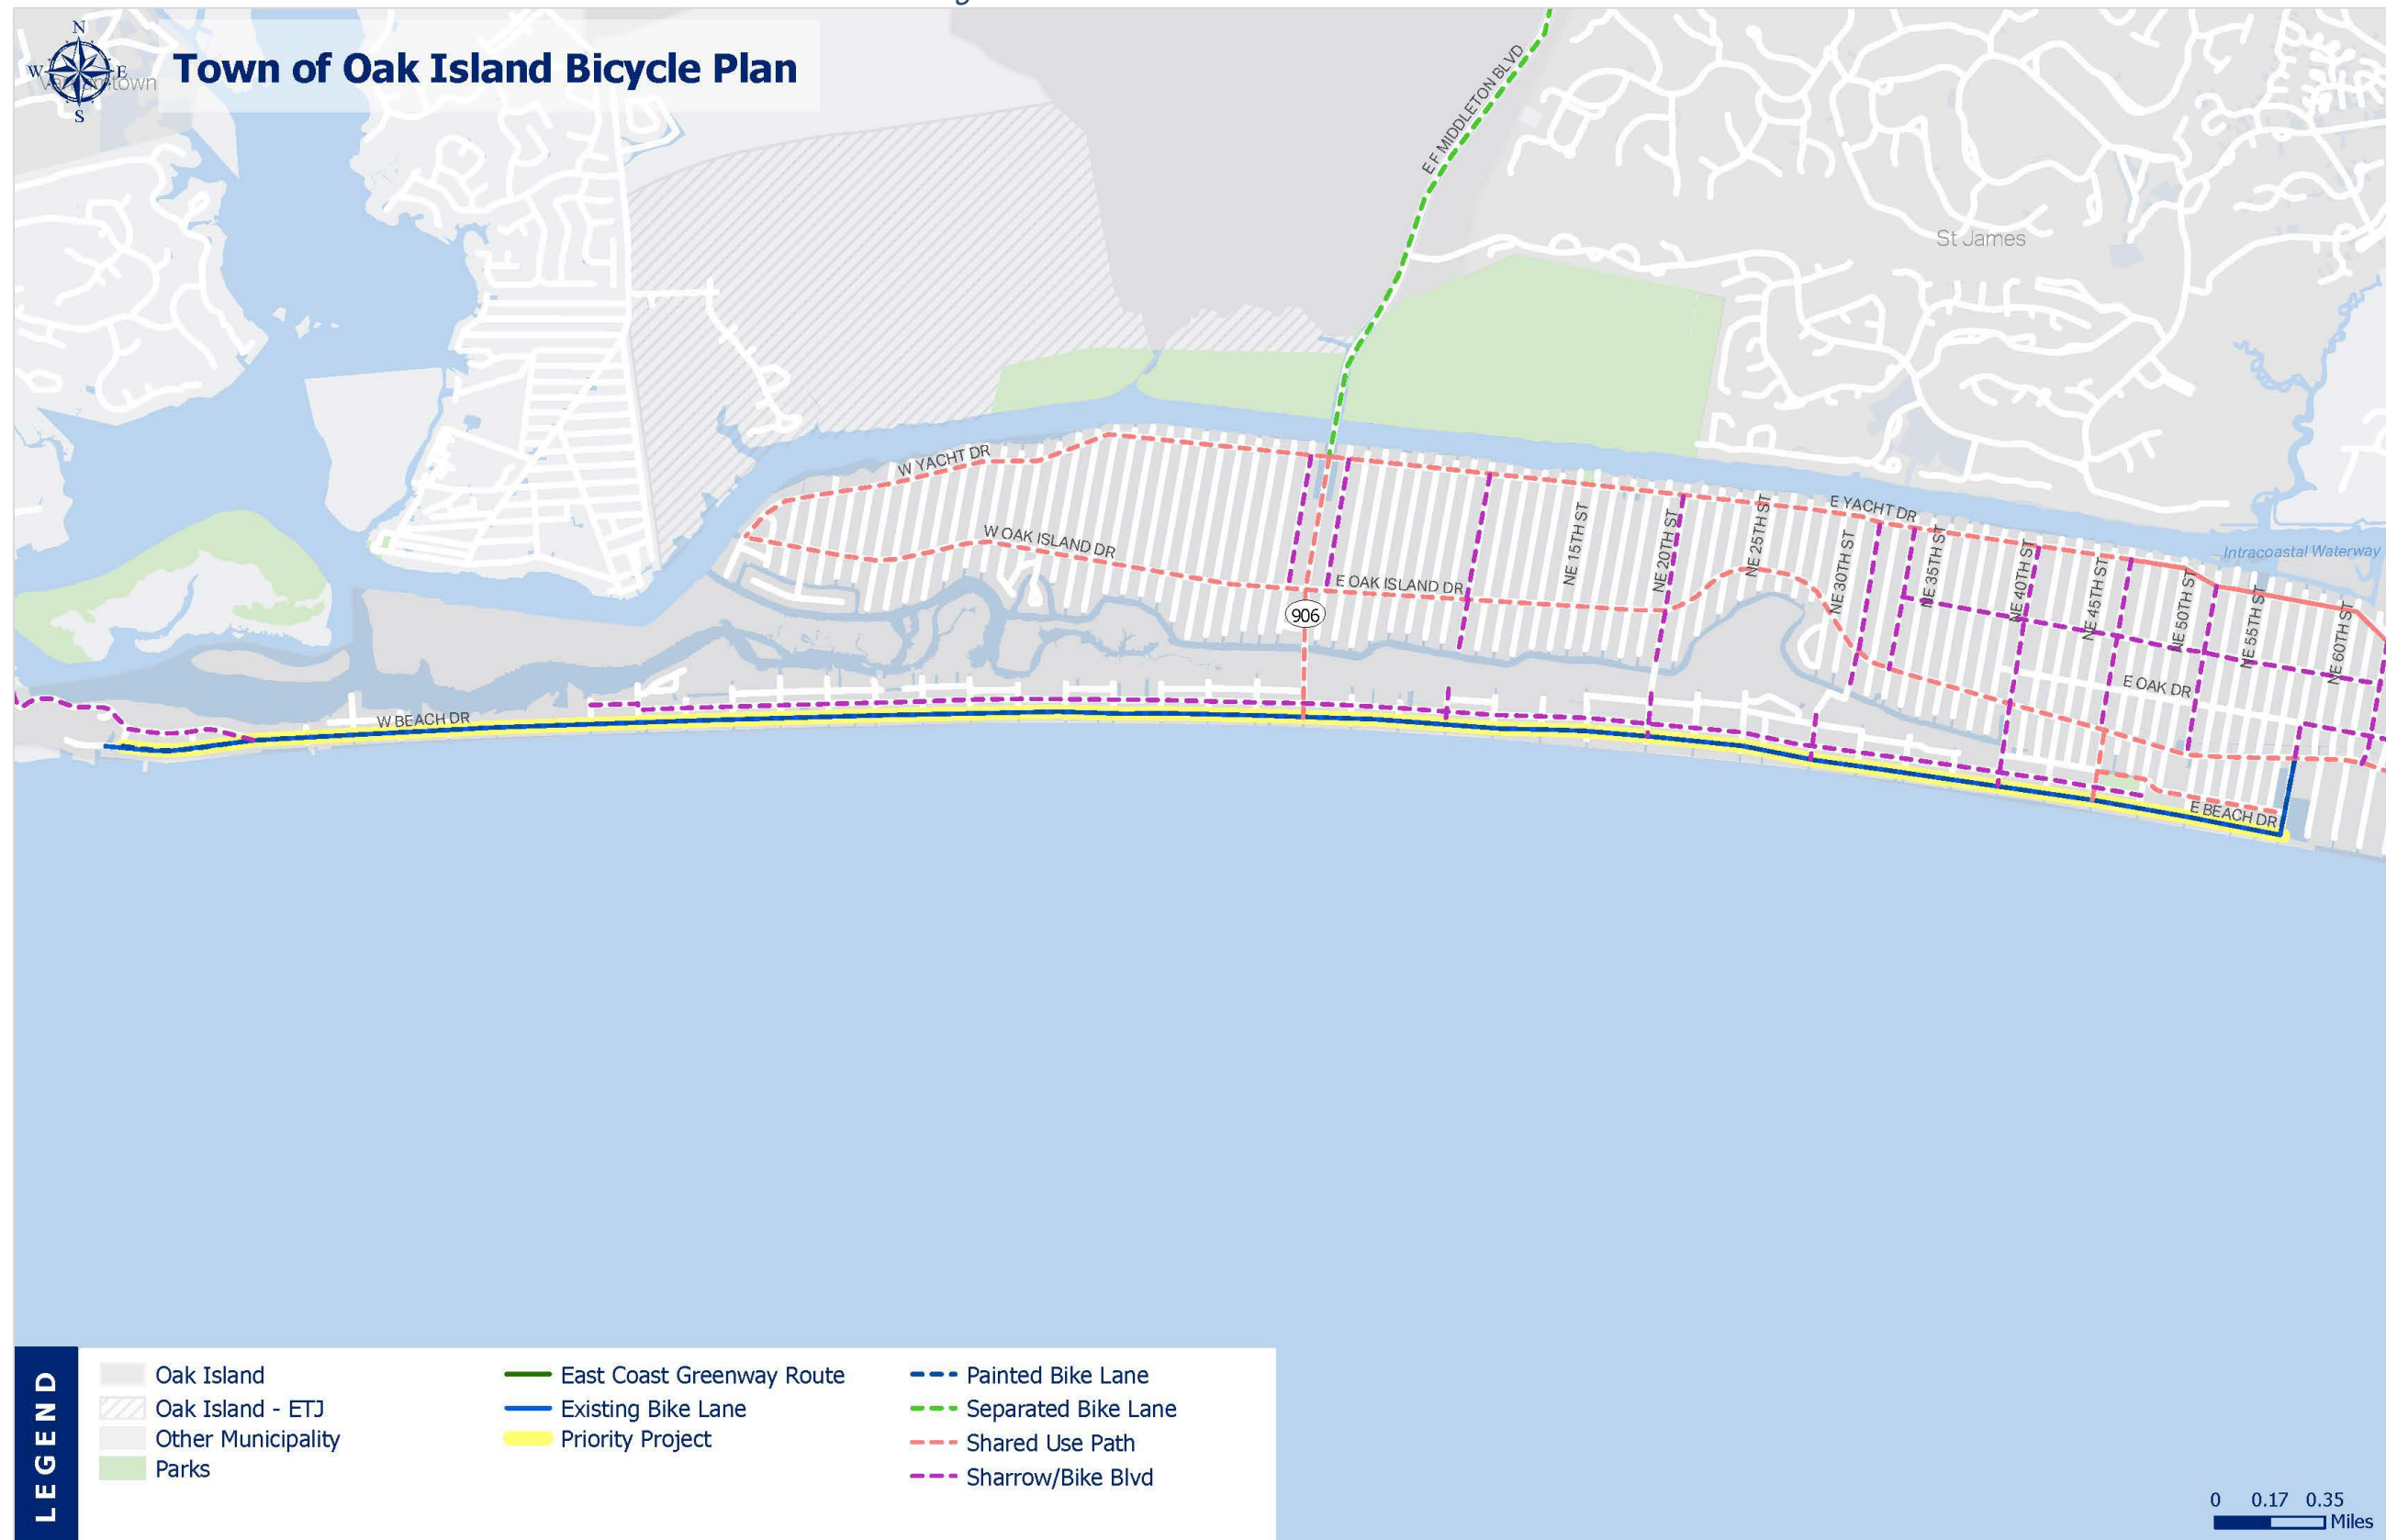 N
W E
S
Town of Oak Island Bicycle Plan
E F MIDDLETON BLVD
St James
W YACHT DR
W OAK ISLAND DR
E OAK ISLAND DR
906
NE 15TH ST
NE 20TH ST
NE 25TH ST
NE 30TH ST
E YACHT DR
NE 35TH ST
NE 40TH ST
NE 45TH ST
NE 50TH ST
NE 55TH ST
NE 60TH ST
Intracoastal Waterway
E OAK DR
W BEACH DR
E BEACH DR
LEGEND
Oak Island
Oak Island - ETJ
Other Municipality
Parks
East Coast Greenway Route
Existing Bike Lane
Priority Project
Painted Bike Lane
Separated Bike Lane
Shared Use Path
Sharrow/Bike Blvd
0 0.17 0.35
Miles